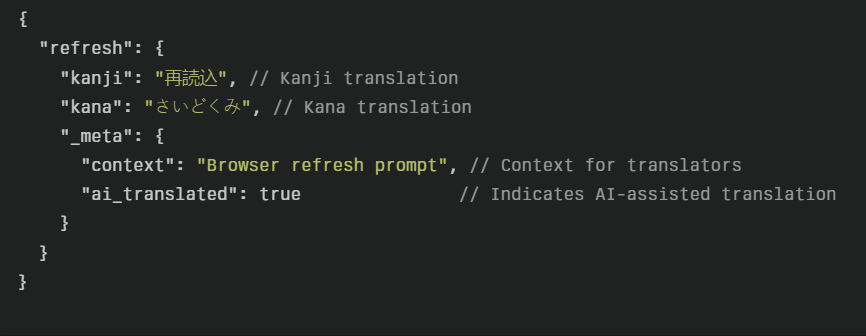 {
  "refresh": {
    "kanji": "再読込", // Kanji translation
    "kana": "さいどくみ", // Kana translation
    "_meta": {
      "context": "Browser refresh prompt", // Context for translators
      "ai_translated": true               // Indicates AI-assisted translation
    }
  }
}